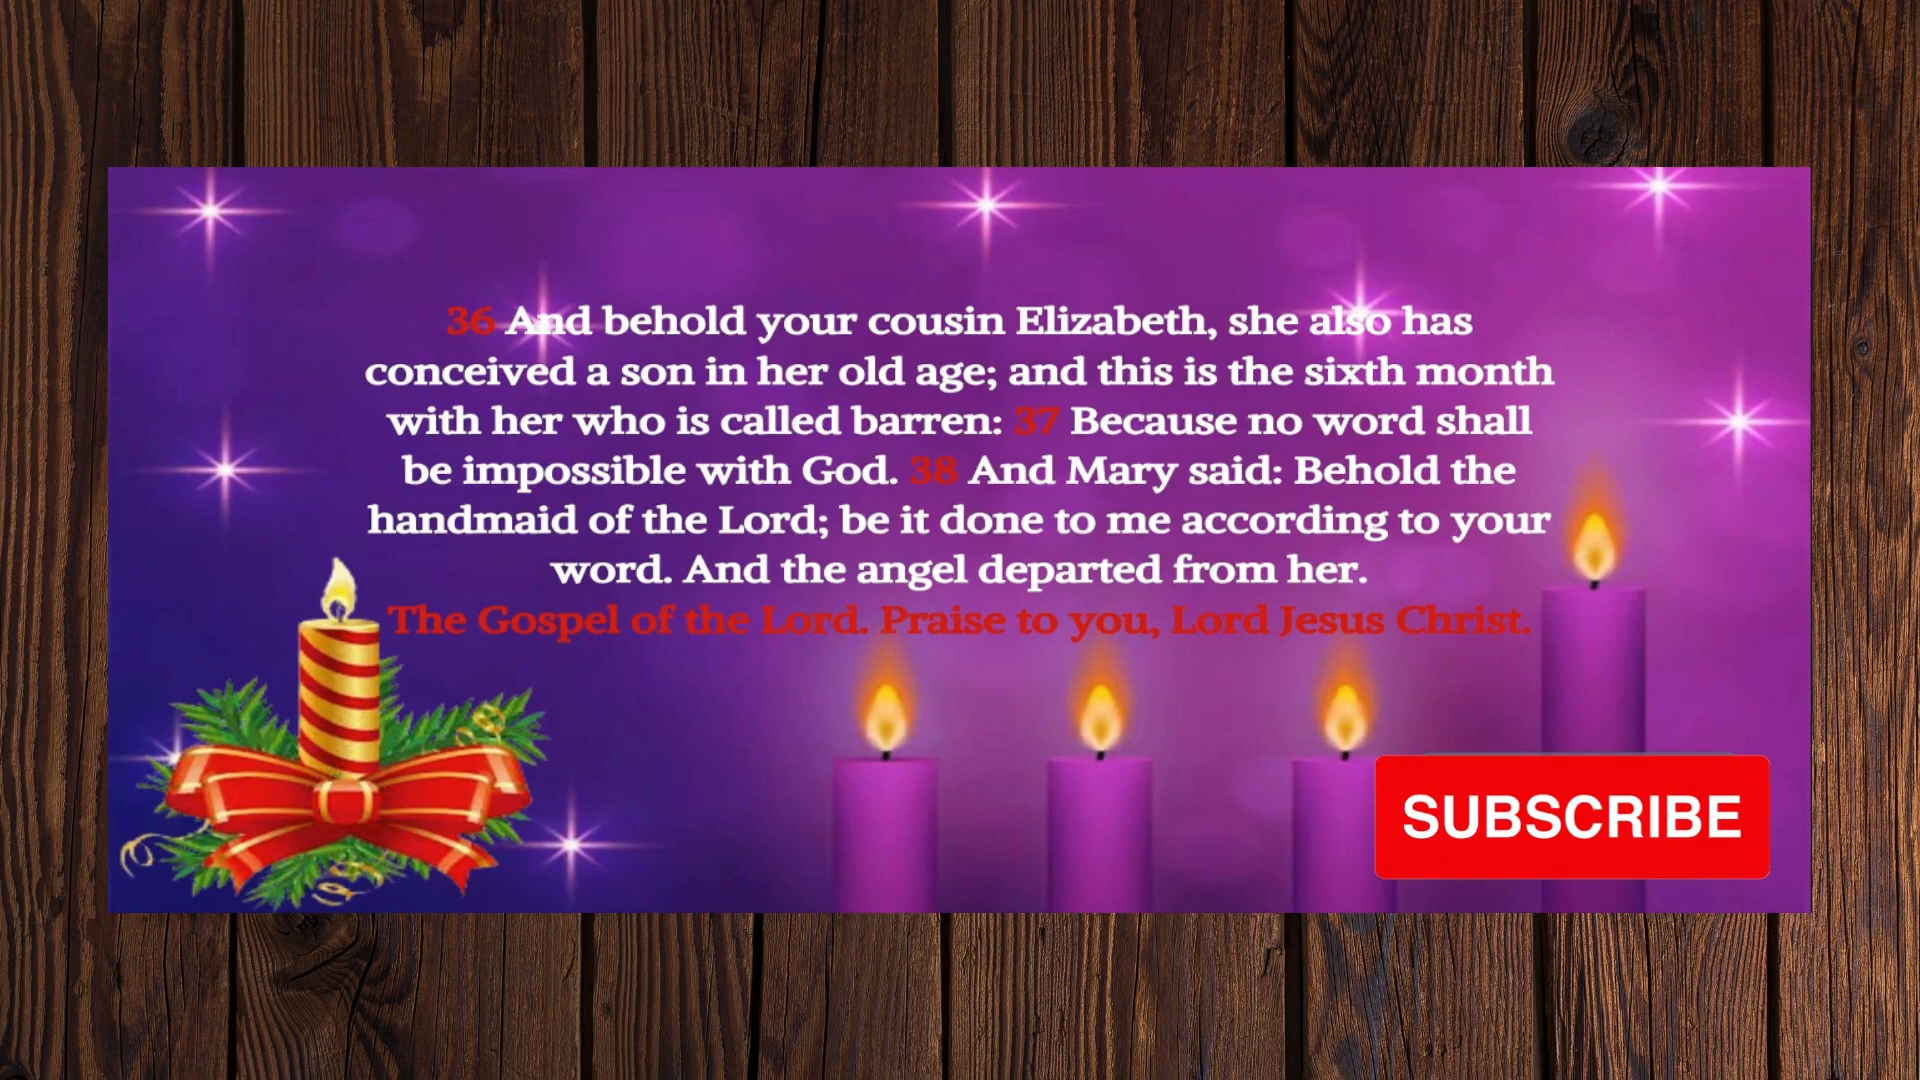 36 And behold your cousin Elizabeth, she also has
conceived a son in her old age; and this is the sixth month
with her who is called barren: 37 Because no word shall
be impossible with God. 38 And Mary said: Behold the
handmaid of the Lord; be it done to me according to your
word. And the angel departed from her.
The Gospel of the Lord. Praise to you, Lord Jesus Christ.
SUBSCRIBE